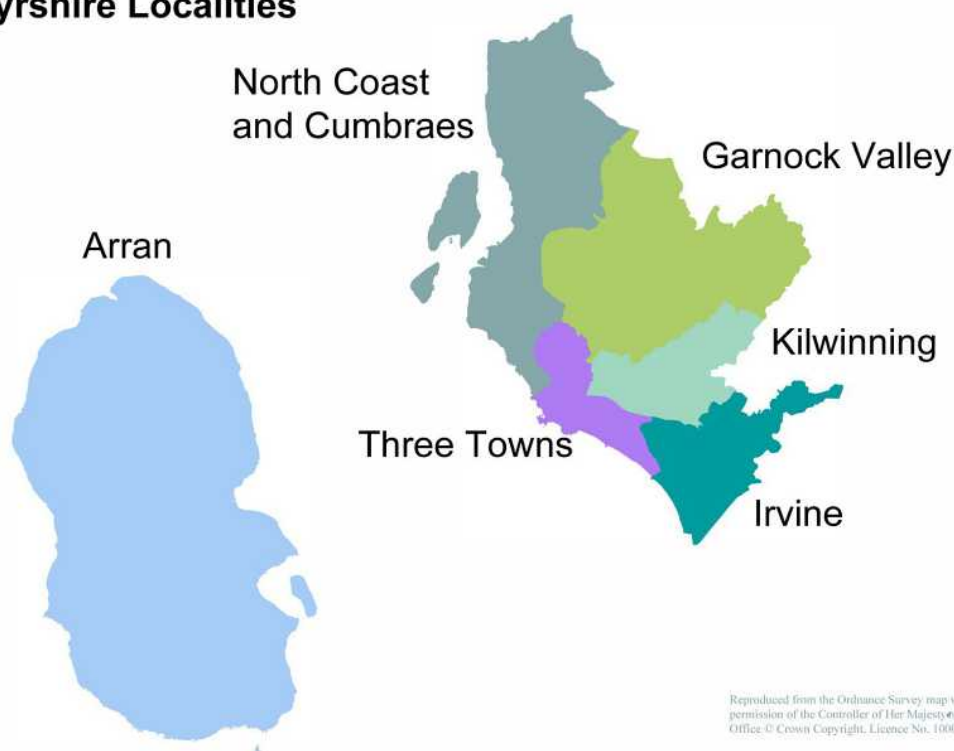 yrshire Localities
North Coast
and Cumbraes
Garnock Valley
Arran
Kilwinning
Three Towns
Irvine
Reproduced from the Ordnance Survey map
permission of the Controller of Her Majesty
Office © Crown Copyright. Licence No. 100